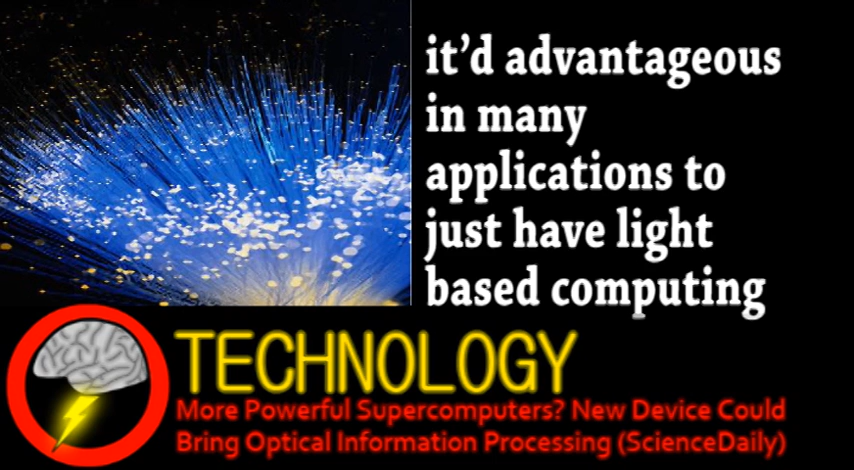 it’d advantageous
in many
applications to
just have light
based computing
TECHNOLOGY
More Powerful Supercomputers? New Device Could
Bring Optical Information Processing (ScienceDaily)